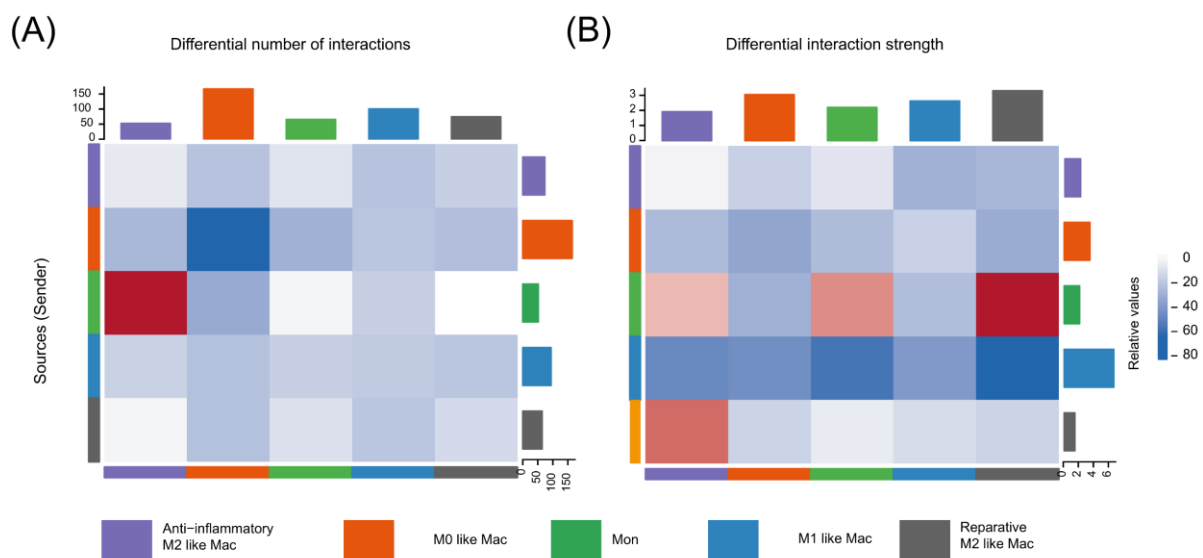 (A)
Differential number of interactions
150
100
50
0
Sources (Sender)
0
50
100
150
(B)
Differential interaction strength
3
2
1
0
0
2
4
6
0
– 20
– 40
– 60
– 80
Relative values
Anti−inflammatory
M2 like Mac
M0 like Mac
Mon
M1 like Mac
Reparative
M2 like Mac